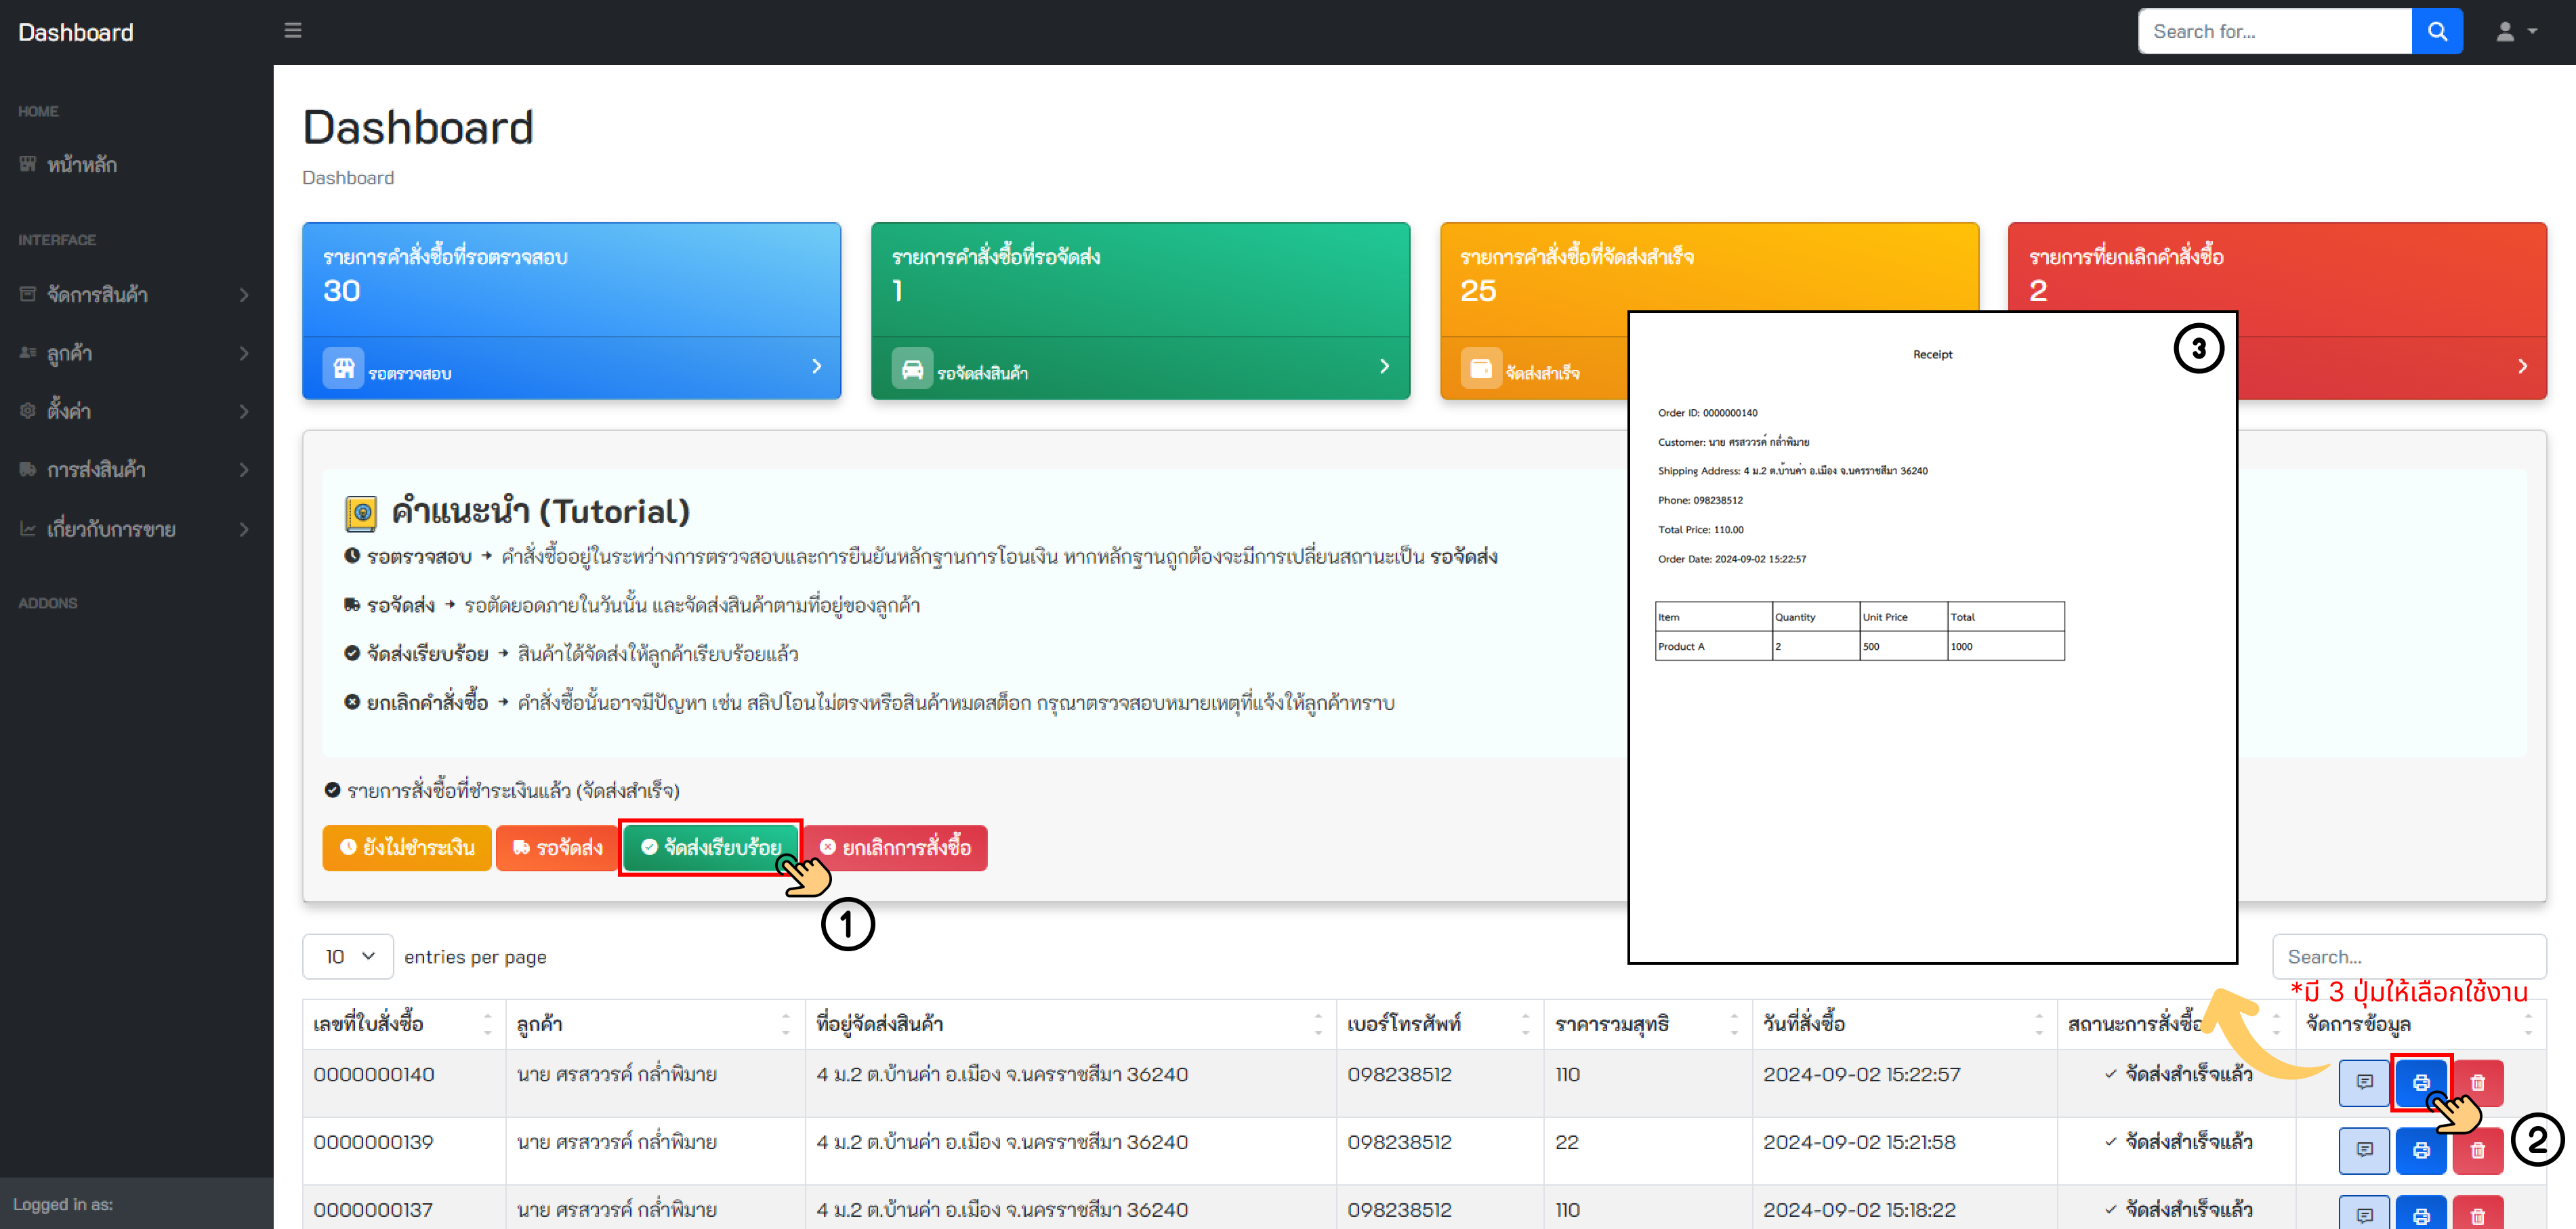 Dashboard
Search for...
HOME
หน้าหลัก
INTERFACE
จัดการสินค้า
ลูกค้า
ตั้งค่า
การส่งสินค้า
เกี่ยวกับการขาย
ADDONS
Logged in as:
Dashboard
Dashboard
รายการคำสั่งซื้อที่รอตรวจสอบ
30
รอตรวจสอบ
รายการคำสั่งซื้อที่รอจัดส่ง
1
รอจัดส่งสินค้า
รายการคำสั่งซื้อที่จัดส่งสำเร็จ
25
จัดส่งสำเร็จ
รายการที่ยกเลิกคำสั่งซื้อ
2
คำแนะนำ (Tutorial)
รอตรวจสอบ → คำสั่งซื้ออยู่ในระหว่างการตรวจสอบและการยืนยันหลักฐานการโอนเงิน หากหลักฐานถูกต้องจะมีการเปลี่ยนสถานะเป็น รอจัดส่ง
รอจัดส่ง → รอตัดยอดภายในวันนั้น และจัดส่งสินค้าตามที่อยู่ของลูกค้า
จัดส่งเรียบร้อย → สินค้าได้จัดส่งให้ลูกค้าเรียบร้อยแล้ว
ยกเลิกคำสั่งซื้อ → คำสั่งซื้อนั้นอาจมีปัญหา เช่น สลิปโอนไม่ตรงหรือสินค้าหมดสต็อก กรุณาตรวจสอบหมายเหตุที่แจ้งให้ลูกค้าทราบ
รายการสั่งซื้อที่ชำระเงินแล้ว (จัดส่งสำเร็จ)
ยังไม่ชำระเงิน รอจัดส่ง จัดส่งเรียบร้อย ยกเลิกการสั่งซื้อ
1
3
Receipt
Order ID: 0000000140
Customer: นาย ศรสววรค์ กล่ำพิมาย
Shipping Address: 4 ม.2 ต.บ้านค่า อ.เมือง จ.นครราชสีมา 36240
Phone: 098238512
Total Price: 110.00
Order Date: 2024-09-02 15:22:57
Item Quantity Unit Price Total
Product A 2 500 1000
10 entries per page
Search...
*มี 3 ปุ่มให้เลือกใช้งาน
เลขที่ใบสั่งซื้อ ลูกค้า ที่อยู่จัดส่งสินค้า เบอร์โทรศัพท์ ราคารวมสุทธิ วันที่สั่งซื้อ สถานะการสั่งซื้อ จัดการข้อมูล
0000000140 นาย ศรสววรค์ กล่ำพิมาย 4 ม.2 ต.บ้านค่า อ.เมือง จ.นครราชสีมา 36240 098238512 110 2024-09-02 15:22:57 จัดส่งสำเร็จแล้ว
2
0000000139 นาย ศรสววรค์ กล่ำพิมาย 4 ม.2 ต.บ้านค่า อ.เมือง จ.นครราชสีมา 36240 098238512 22 2024-09-02 15:21:58 จัดส่งสำเร็จแล้ว
0000000137 นาย ศรสววรค์ กล่ำพิมาย 4 ม.2 ต.บ้านค่า อ.เมือง จ.นครราชสีมา 36240 098238512 110 2024-09-02 15:18:22 จัดส่งสำเร็จแล้ว